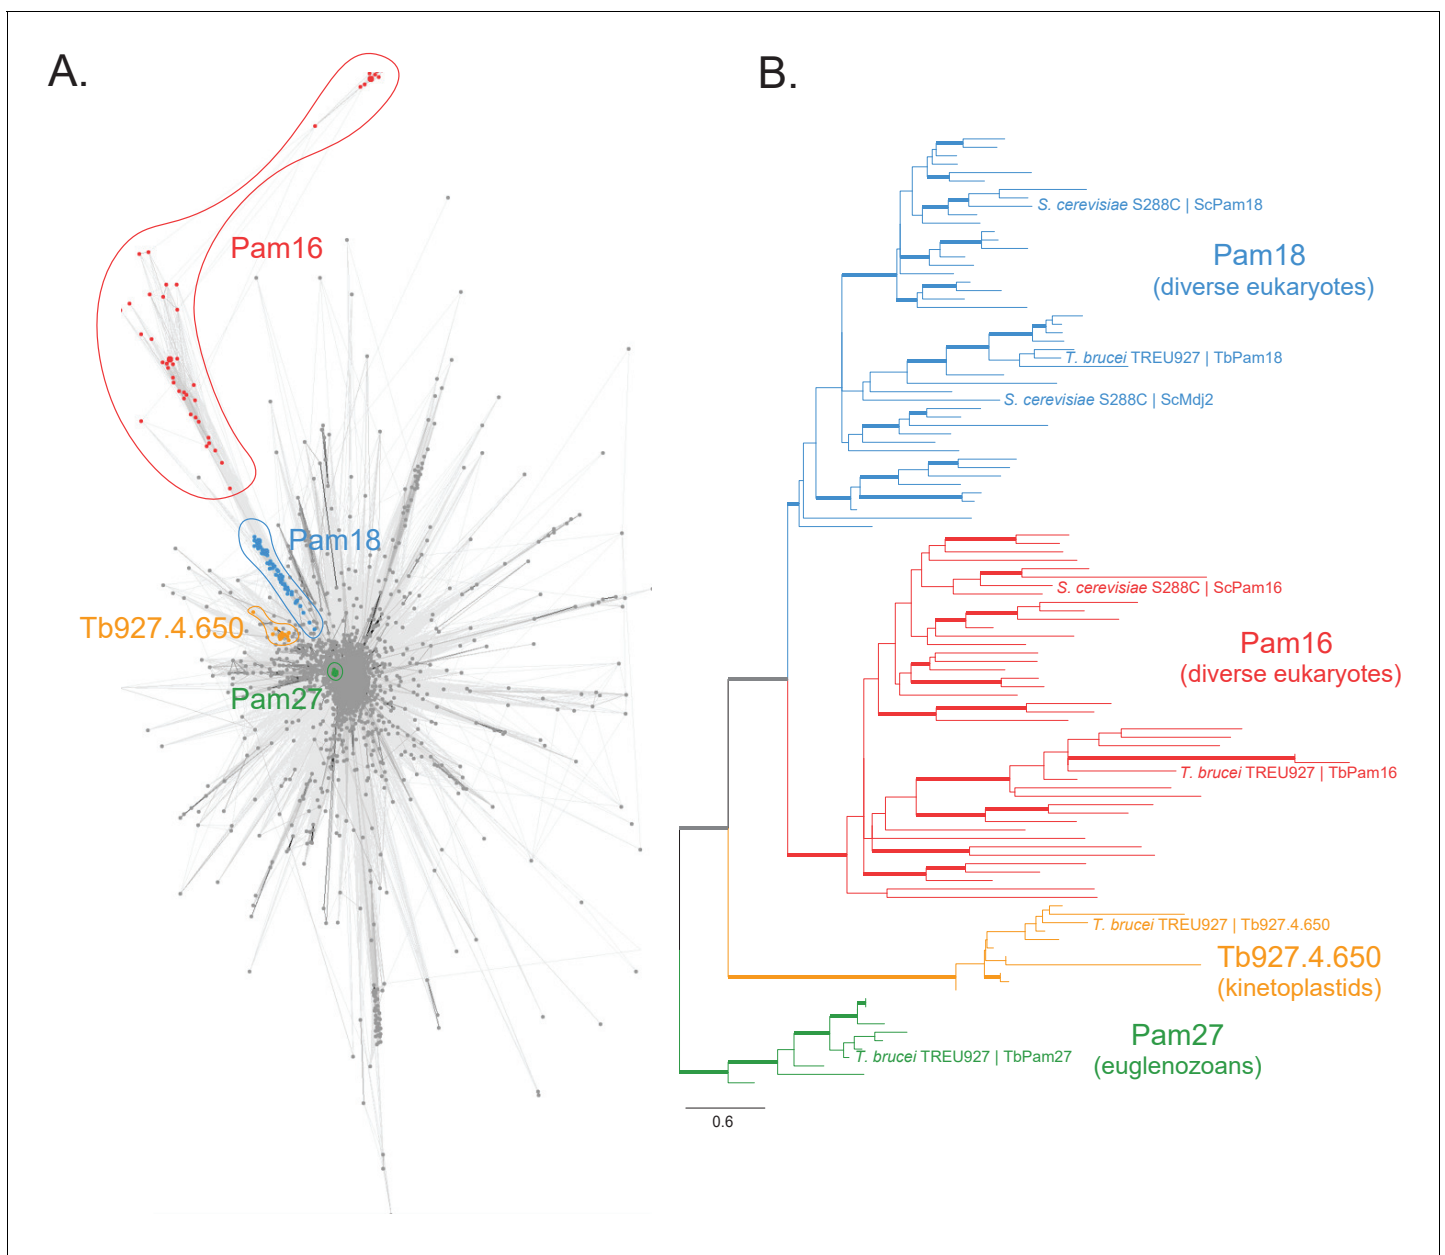 A.
B.
Pam16
Pam18
Tb927.4.650
Pam27
S. cerevisiae S288C | ScPam18
Pam18
(diverse eukaryotes)
T. brucei TREU927 | TbPam18
S. cerevisiae S288C | ScMdj2
S. cerevisiae S288C | ScPam16
Pam16
(diverse eukaryotes)
T. brucei TREU927 | TbPam16
T. brucei TREU927 | Tb927.4.650
Tb927.4.650
(kinetoplastids)
Pam27
T. brucei TREU927 | TbPam27
(euglenozoans)
0.6